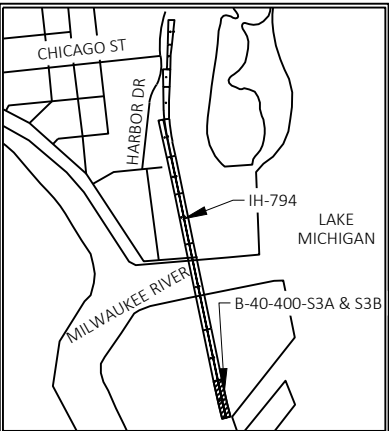 CHICAGO ST
HARBOR DR
IH-794
LAKE
MICHIGAN
MILWAUKEE RIVER
B-40-400-S3A & S3B